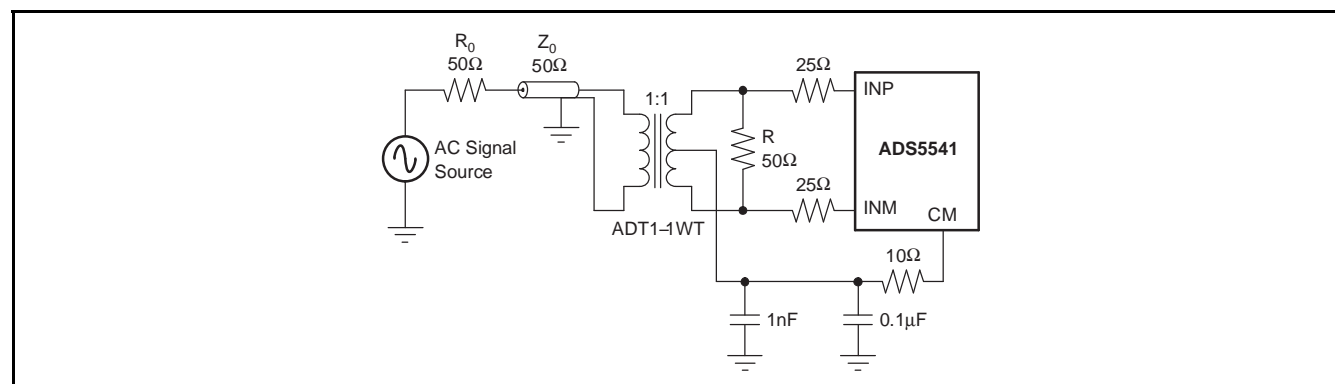 R0
50Ω
Z0
50Ω
AC Signal
Source
1:1
ADT1–1WT
R
50Ω
25Ω
25Ω
INP
ADS5541
INM
CM
10Ω
1nF
0.1µF